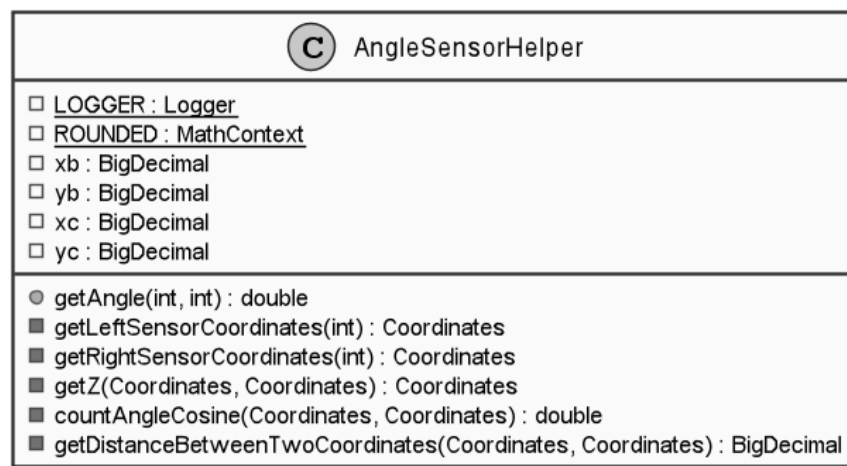 C AngleSensorHelper
LOGGER : Logger
ROUNDED : MathContext
xb : BigDecimal
yb : BigDecimal
xc : BigDecimal
yc : BigDecimal
getAngle(int, int) : double
getLeftSensorCoordinates(int) : Coordinates
getRightSensorCoordinates(int) : Coordinates
getZ(Coordinates, Coordinates) : Coordinates
countAngleCosine(Coordinates, Coordinates) : double
getDistanceBetweenTwoCoordinates(Coordinates, Coordinates) : BigDecimal